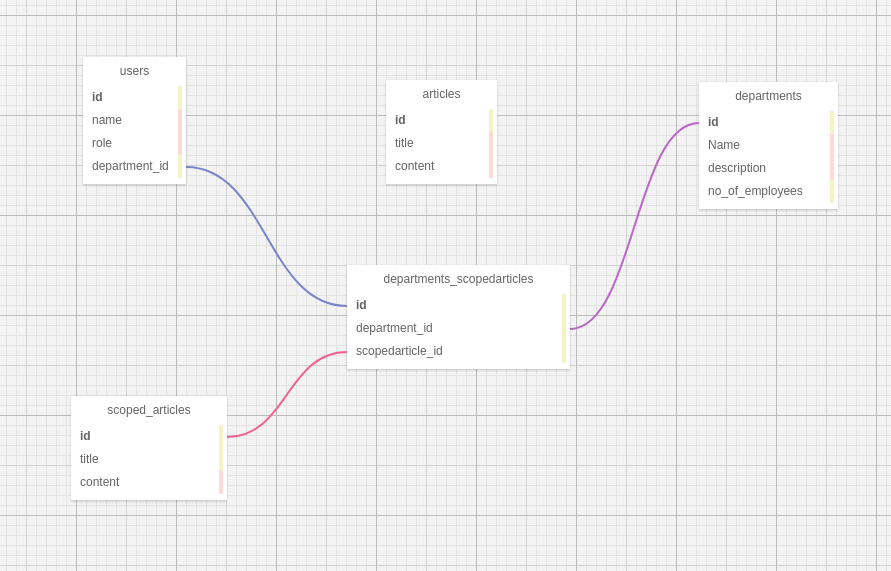 users
id
name
role
department_id
articles
id
title
content
departments
id
Name
description
no_of_employees
departments_scopedarticles
id
department_id
scopedarticle_id
scoped_articles
id
title
content